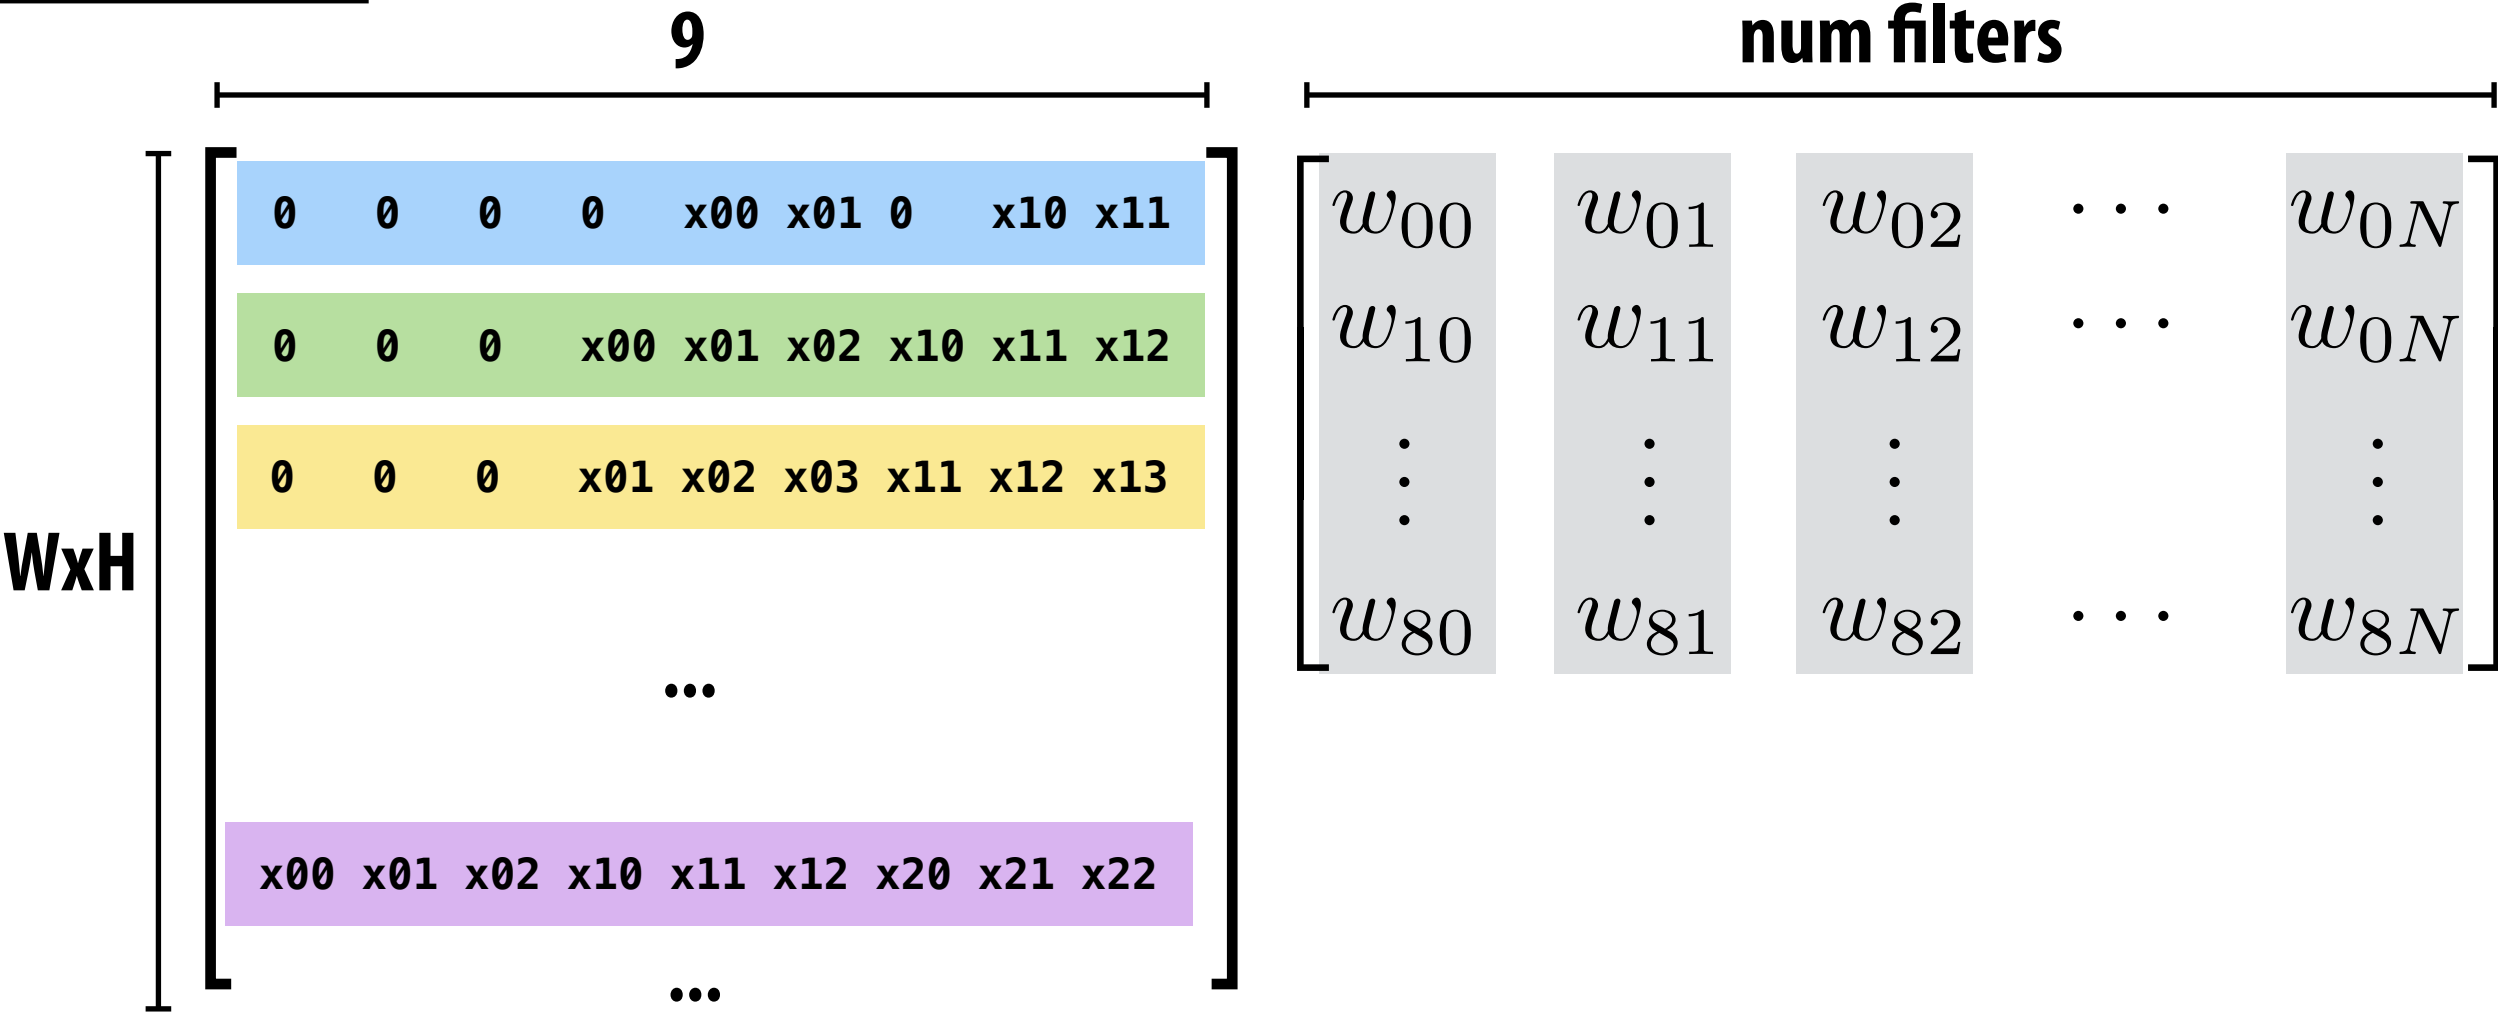 9 num filters
0 0 0 0 x00 x01 0 x10 x11
0 0 0 x00 x01 x02 x10 x11 x12
0 0 0 x01 x02 x03 x11 x12 x13
WxH
...
x00 x01 x02 x10 x11 x12 x20 x21 x22
...
w00 w01 w02 ··· w0N
w10 w11 w12 ··· w0N
⋮ ⋮ ⋮ ⋮
w80 w81 w82 ··· w8N